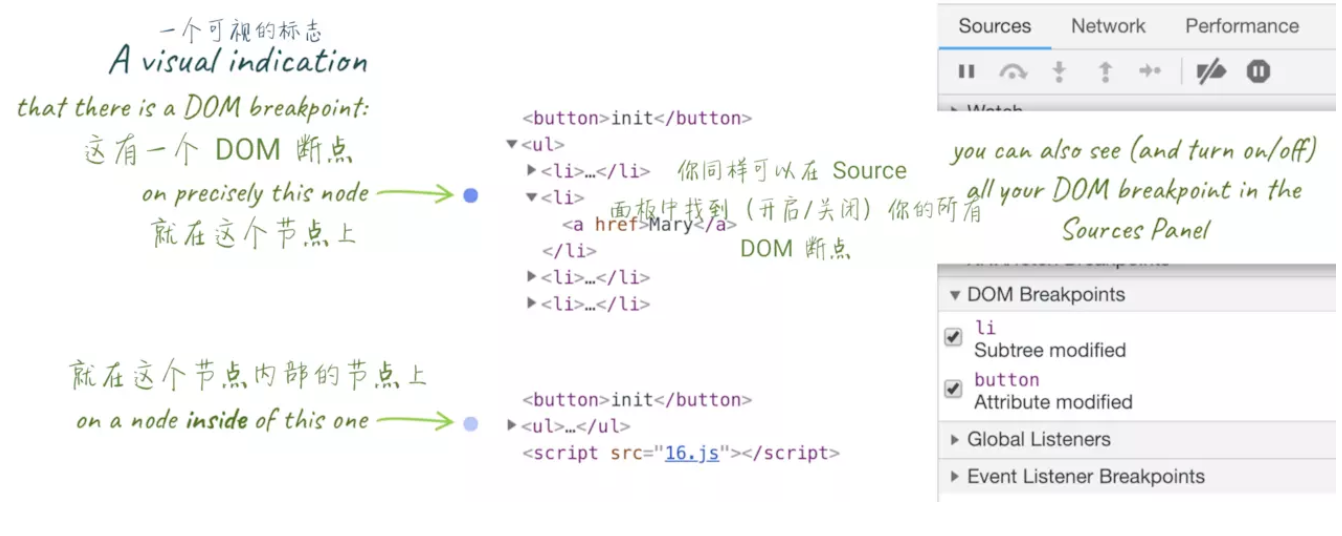 一个可视的标志
A visual indication
that there is a DOM breakpoint:
这有一个 DOM 断点
on precisely this node
就在这个节点上
就在这个节点内部的节点上
on a node inside of this one
<button>init</button>
▼<ul>
▶<li>…</li>
▼<li>
<a href>Mary</a>
</li>
▶<li>…</li>
▶<li>…</li>
你同样可以在 Source
面板中找到（开启/关闭）你的所有
DOM 断点
<button>init</button>
▶<ul>…</ul>
<script src="16.js"></script>
Sources Network Performance
you can also see (and turn on/off)
all your DOM breakpoint in the
Sources Panel
▼ DOM Breakpoints
li
Subtree modified
button
Attribute modified
▶ Global Listeners
▶ Event Listener Breakpoints